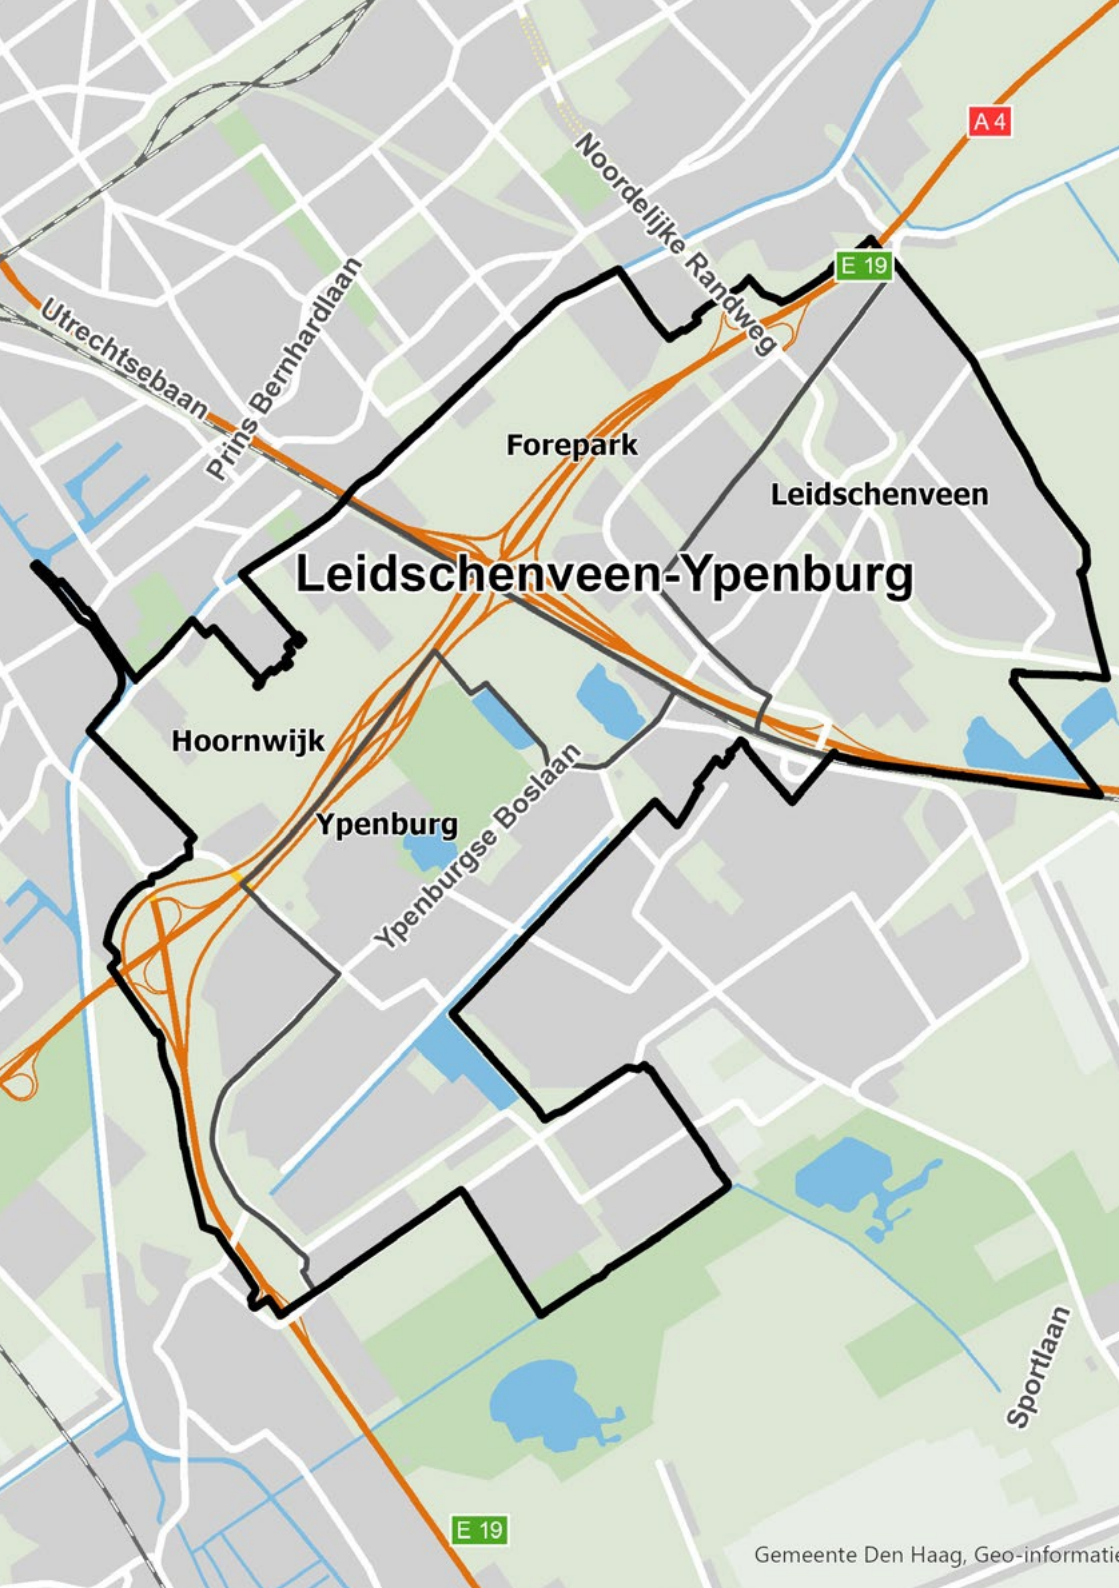 A 4
Noordelijke Randweg
E 19
Utrechtsebaan
Prins Bernhardlaan
Forepark
Leidschenveen
Leidschenveen-Ypenburg
Hoornwijk
Ypenburg
Ypenburgse Boslaan
Sportlaan
E 19
Gemeente Den Haag, Geo-informatie